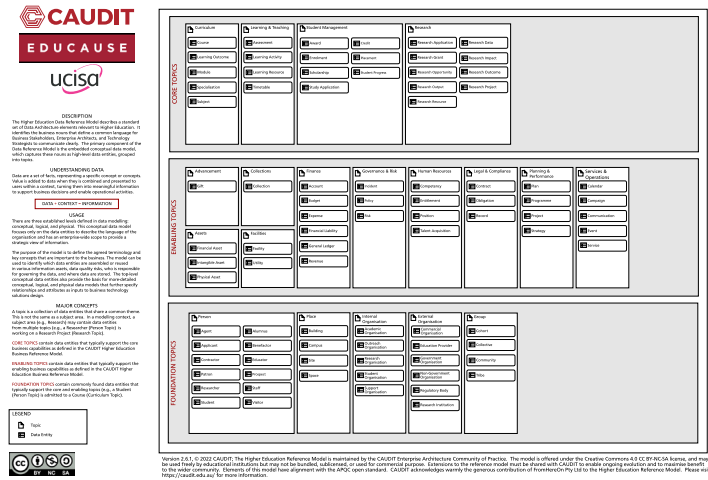 CAUDIT
EDUCAUSE
ucisa
DESCRIPTION
The Higher Education Data Reference Model describes a standard
set of Data Architecture elements relevant to Higher Education. It
identifies the business nouns that define a common language for
Business Stakeholders, Enterprise Architects, and Technology
Strategists to communicate clearly. The primary component of the
Data Reference Model is the embedded conceptual data model,
which captures these nouns as high-level data entities, grouped
into topics.
UNDERSTANDING DATA
Data are a set of facts, representing a specific concept or concepts
Value is added to data when they is combined and presented to
users within a context, turning them into meaningful information
to support business decisions and enable operational activities.
DATA + CONTEXT = INFORMATION
USAGE
There are three established levels defined in data modelling:
conceptual, logical, and physical. This conceptual data model
focuses only on the data entities to describe the language of the
organisation and has an enterprise-wide scope to provide a
strategic view of information.
The purpose of the model is to define the agreed terminology and
key concepts that are important to the business. The model can be
used to identify which data entities are assembled or reused
in various information assets, data quality risks, who is responsible
for governing the data, and where data are stored. The top-level
conceptual data entities also provide the basis for more-detailed
conceptual, logical, and physical data models that further specify
relationships and attributes as inputs to business technology
solutions design.
MAJOR CONCEPTS
A topic is a collection of data entities that share a common theme.
This is not the same as a subject area. In a modelling context, a
subject area (e.g., Research) may contain data entities
from multiple topics (e.g., a Researcher (Person Topic) is
working on a Research Project (Research Topic).
CORE TOPICS contain data entities that typically support the core
business capabilities as defined in the CAUDIT Higher Education
Business Reference Model.
ENABLING TOPICS contain data entities that typically support the
enabling business capabilities as defined in the CAUDIT Higher
Education Business Reference Model.
FOUNDATION TOPICS contain commonly found data entities that
typically support the core and enabling topics (e.g., a Student
(Person Topic) is admitted to a Course (Curriculum Topic).
LEGEND
Topic
Data Entity
CC BY NC SA
CORE TOPICS
Curriculum
Course
Learning Outcome
Module
Specialisation
Subject
Learning & Teaching
Assessment
Learning Activity
Learning Resource
Timetable
Student Management
Award
Enrolment
Scholarship
Study Application
Credit
Placement
Student Progress
Research
Research Application
Research Grant
Research Opportunity
Research Output
Research Resource
Research Data
Research Impact
Research Outcome
Research Project
ENABLING TOPICS
Advancement
Gift
Collections
Collection
Assets
Financial Asset
Intangible Asset
Physical Asset
Facilities
Facility
Utility
Finance
Account
Budget
Expense
Financial Liability
General Ledger
Revenue
Governance & Risk
Incident
Policy
Risk
Human Resources
Competency
Entitlement
Position
Talent Acquisition
Legal & Compliance
Contract
Obligation
Record
Planning &
Performance
Plan
Programme
Project
Strategy
Services &
Operations
Calendar
Campaign
Communication
Event
Service
FOUNDATION TOPICS
Person
Agent
Applicant
Contractor
Patron
Researcher
Student
Alumnus
Benefactor
Educator
Prospect
Staff
Visitor
Place
Building
Campus
Site
Space
Internal
Organisation
Academic
Organisation
Outreach
Organisation
Research
Organisation
Student
Organisation
Support
Organisation
External
Organisation
Commercial
Organisation
Education Provider
Government
Organisation
Non-Government
Organisation
Regulatory Body
Research Institution
Group
Cohort
Collective
Community
Tribe
Version 2.6.1, © 2022 CAUDIT; The Higher Education Reference Model is maintained by the CAUDIT Enterprise Architecture Community of Practice. The model is offered under the Creative Commons 4.0 CC BY-NC-SA license, and may
be used freely by educational institutions but may not be bundled, sublicensed, or used for commercial purpose. Extensions to the reference model must be shared with CAUDIT to enable ongoing evolution and to maximise benefit
to the wider community. Elements of this model have alignment with the APQC open standard. CAUDIT acknowledges warmly the generous contribution of FromHereOn Pty Ltd to the Higher Education Reference Model. Please visi
https://caudit.edu.au/ for more information.